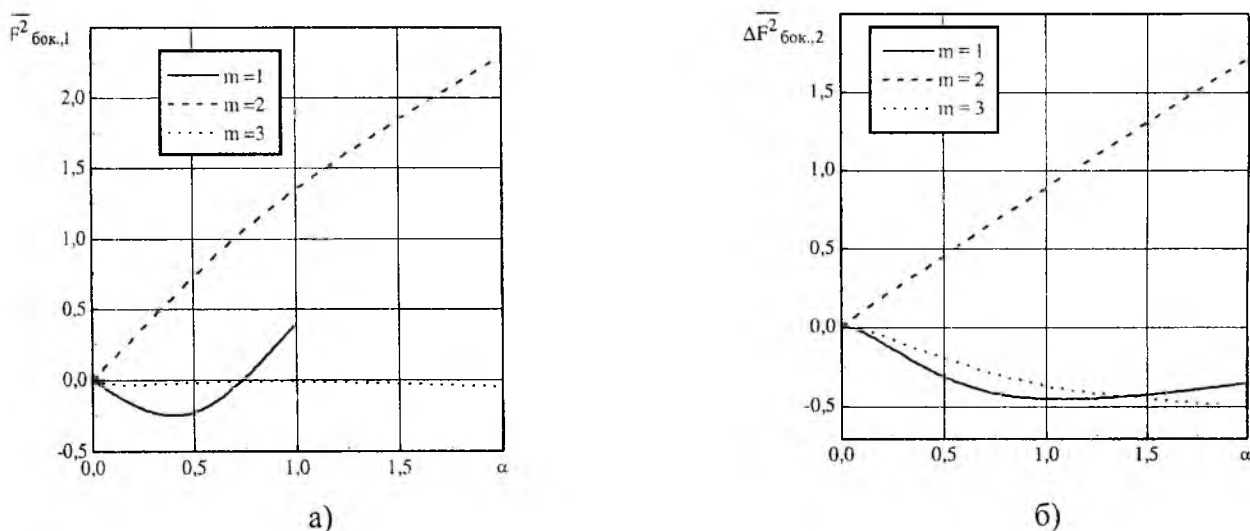 F² бок.,1
m =1
m =2
m =3
2,0
1,5
1,0
0,5
0,0
-0,5
0,0 0,5 1,0 1,5 α
а)
ΔF² бок.,2
m = 1
m = 2
m = 3
1,5
1,0
0,5
0,0
-0,5
0,0 0,5 1,0 1,5 α
б)